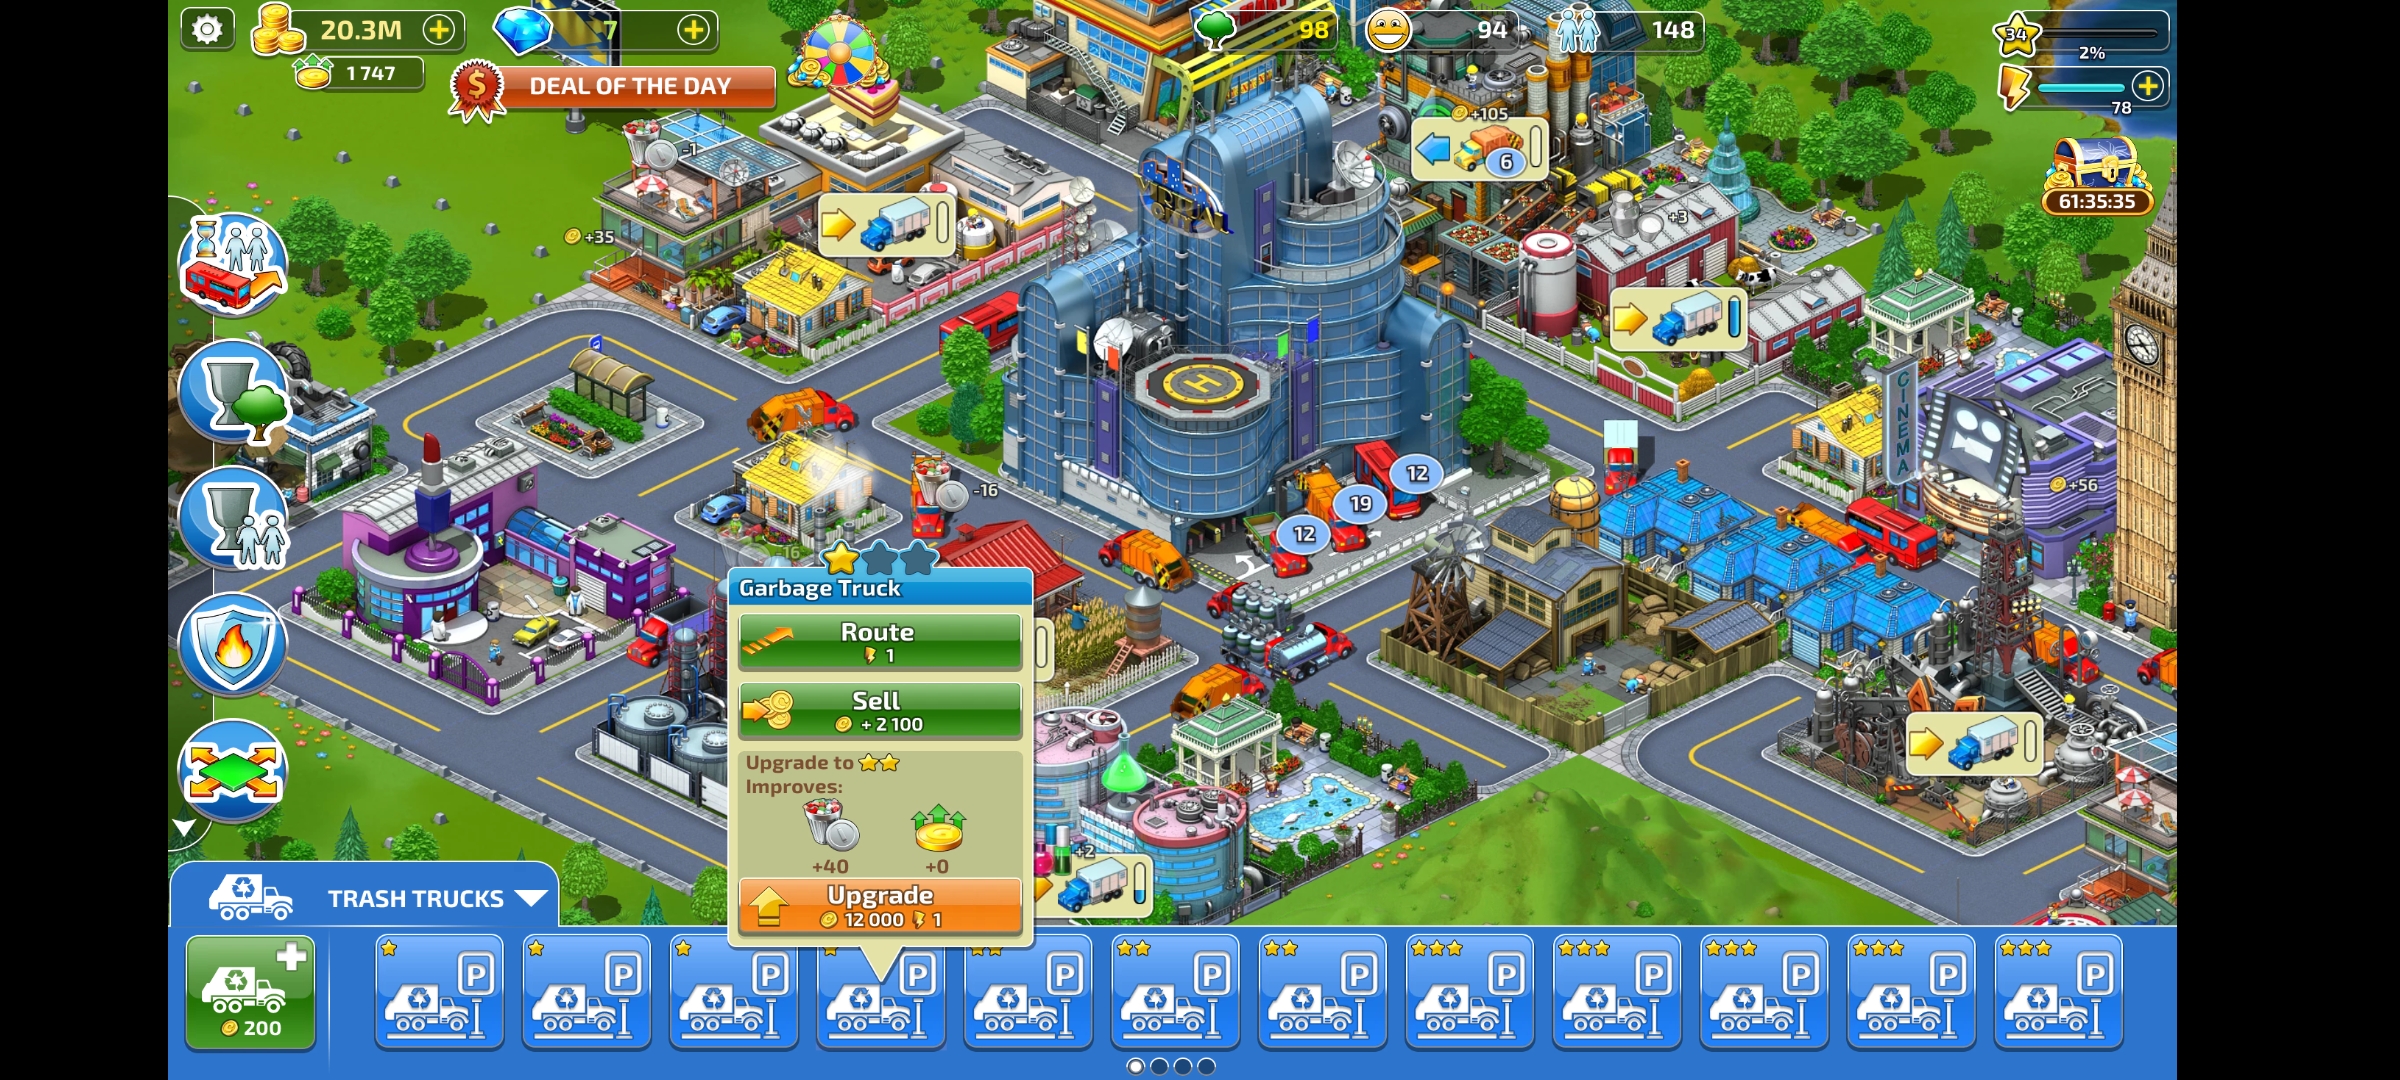 20.3M
7
98
94
148
34
2%
1 747
DEAL OF THE DAY
78
+105
6
-1
61:35:35
+3
+35
CINEMA
12
19
12
+56
-16
-16
Garbage Truck
Route
1
Sell
+ 2 100
Upgrade to
Improves:
+40
+0
+2
Upgrade
12 000 1
TRASH TRUCKS
P
P
P
P
P
P
P
P
P
P
P
P
200
H